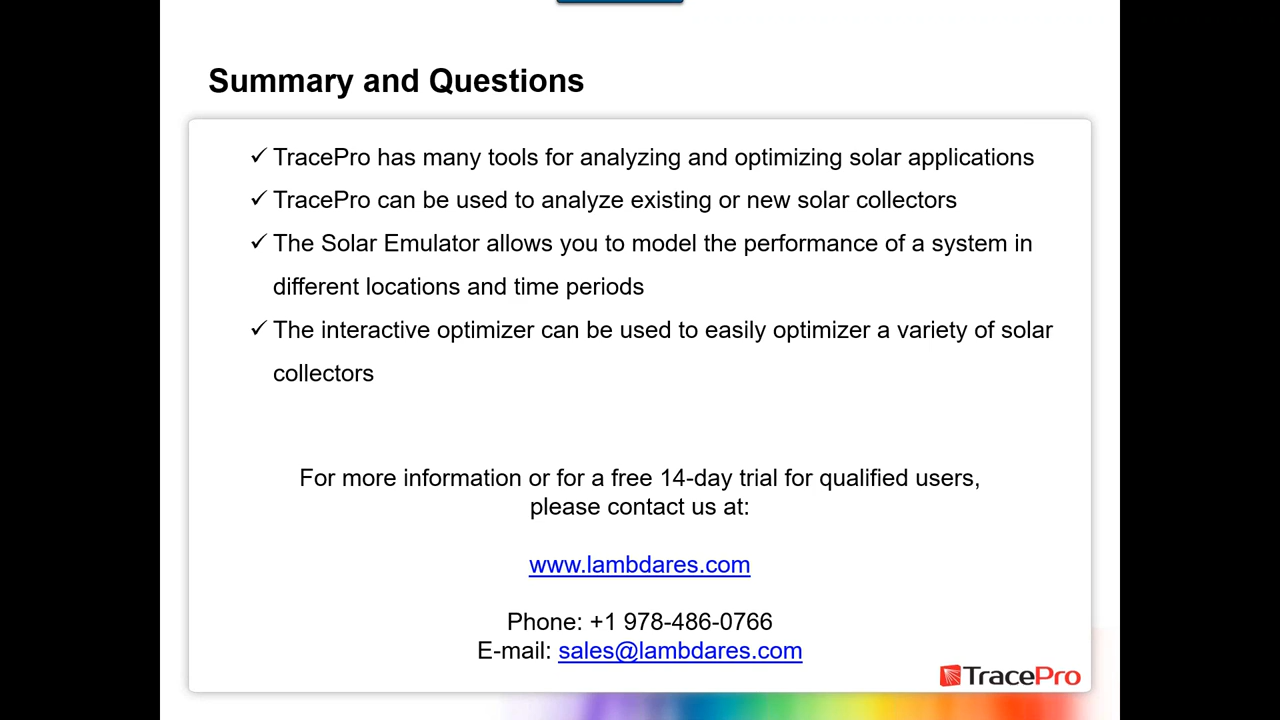 Summary and Questions
✓ TracePro has many tools for analyzing and optimizing solar applications
✓ TracePro can be used to analyze existing or new solar collectors
✓ The Solar Emulator allows you to model the performance of a system in
different locations and time periods
✓ The interactive optimizer can be used to easily optimizer a variety of solar
collectors
For more information or for a free 14-day trial for qualified users,
please contact us at:
www.lambdares.com
Phone: +1 978-486-0766
E-mail: sales@lambdares.com
TracePro